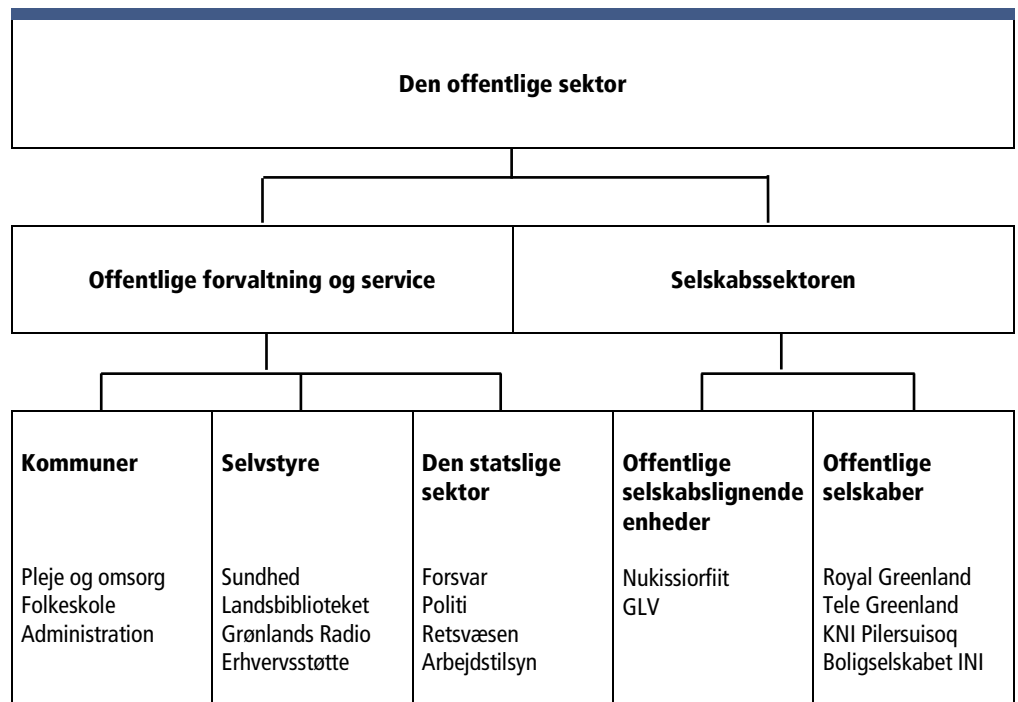 Den offentlige sektor
Offentlige forvaltning og service
Selskabssektoren
Kommuner
Pleje og omsorg
Folkeskole
Administration
Selvstyre
Sundhed
Landsbiblioteket
Grønlands Radio
Erhvervsstøtte
Den statslige
sektor
Forsvar
Politi
Retsvæsen
Arbejdstilsyn
Offentlige
selskabslignende
enheder
Nukissiorfiit
GLV
Offentlige
selskaber
Royal Greenland
Tele Greenland
KNI Pilersuisoq
Boligselskabet INI